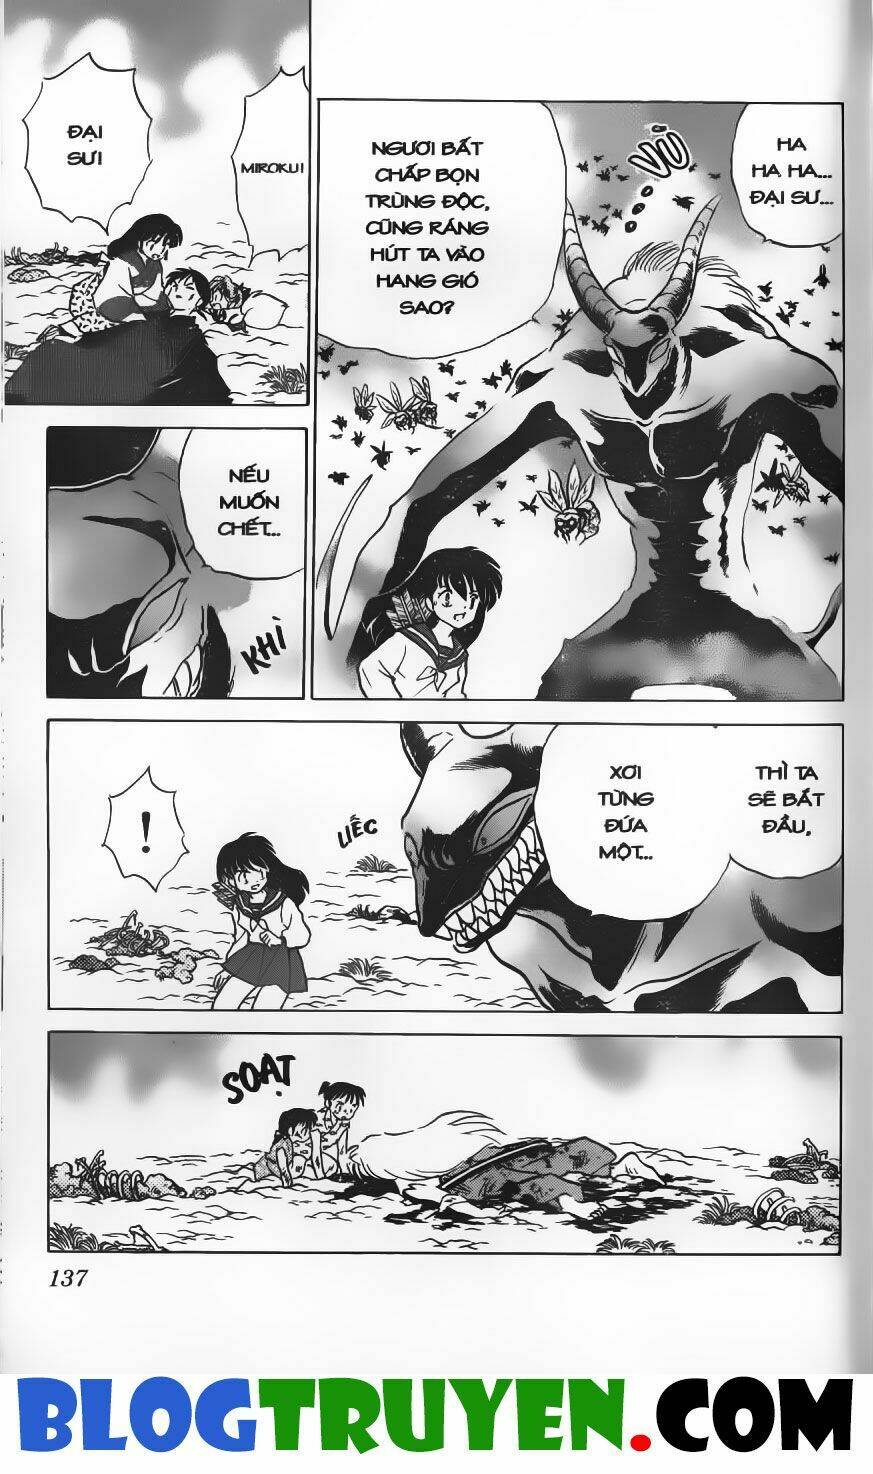 HA
HA HA...
ĐẠI SƯ...
VÙ
NGƯƠI BẤT
CHẤP BỌN
TRÙNG ĐỘC,
CŨNG RÁNG
HÚT TA VÀO
HANG GIÓ
SAO?
MIROKU!
ĐẠI
SƯ!
NẾU
MUỐN
CHẾT...
KHÌ
THÌ TA
SẼ BẮT
ĐẦU,
XƠI
TỪNG
ĐỨA
MỘT...
LIẾC
!
SOẠT
137
BLOGTRUYEN.COM